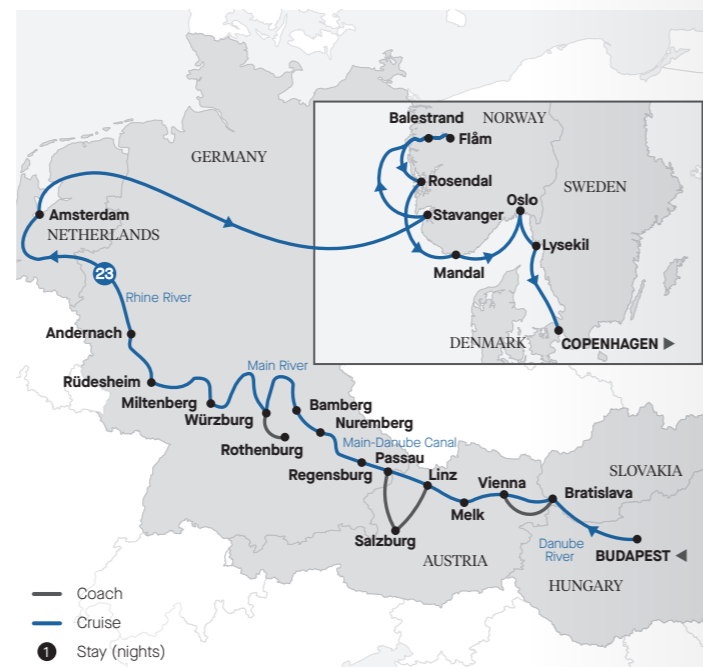 Balestrand
NORWAY
Flåm
GERMANY
Rosendal
SWEDEN
Oslo
Amsterdam
Stavanger
NETHERLANDS
Lysekil
Mandal
23
Rhine River
Andernach
DENMARK
COPENHAGEN ▶
Main River
Rüdesheim
Miltenberg
Bamberg
Würzburg
Nuremberg
Rothenburg
Main-Danube Canal
Passau
Regensburg
Linz
SLOVAKIA
Vienna
Bratislava
Melk
Salzburg
Danube
River
BUDAPEST ◀
AUSTRIA
HUNGARY
Coach
Cruise
1 Stay (nights)